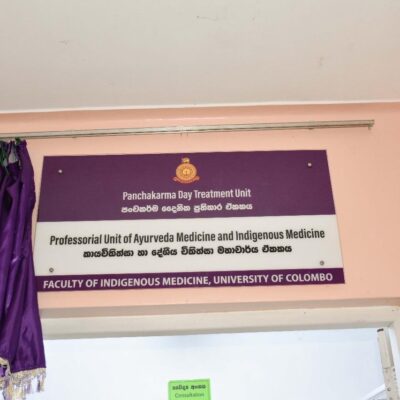 Panchakarma Day Treatment Unit
පංචකර්ම දෛනික ප්‍රතිකාර ඒකකය
Professorial Unit of Ayurveda Medicine and Indigenous Medicine
කායචිකිත්සා හා දේශීය චිකිත්සා මහාචාර්ය ඒකකය
FACULTY OF INDIGENOUS MEDICINE, UNIVERSITY OF COLOMBO
Consultation